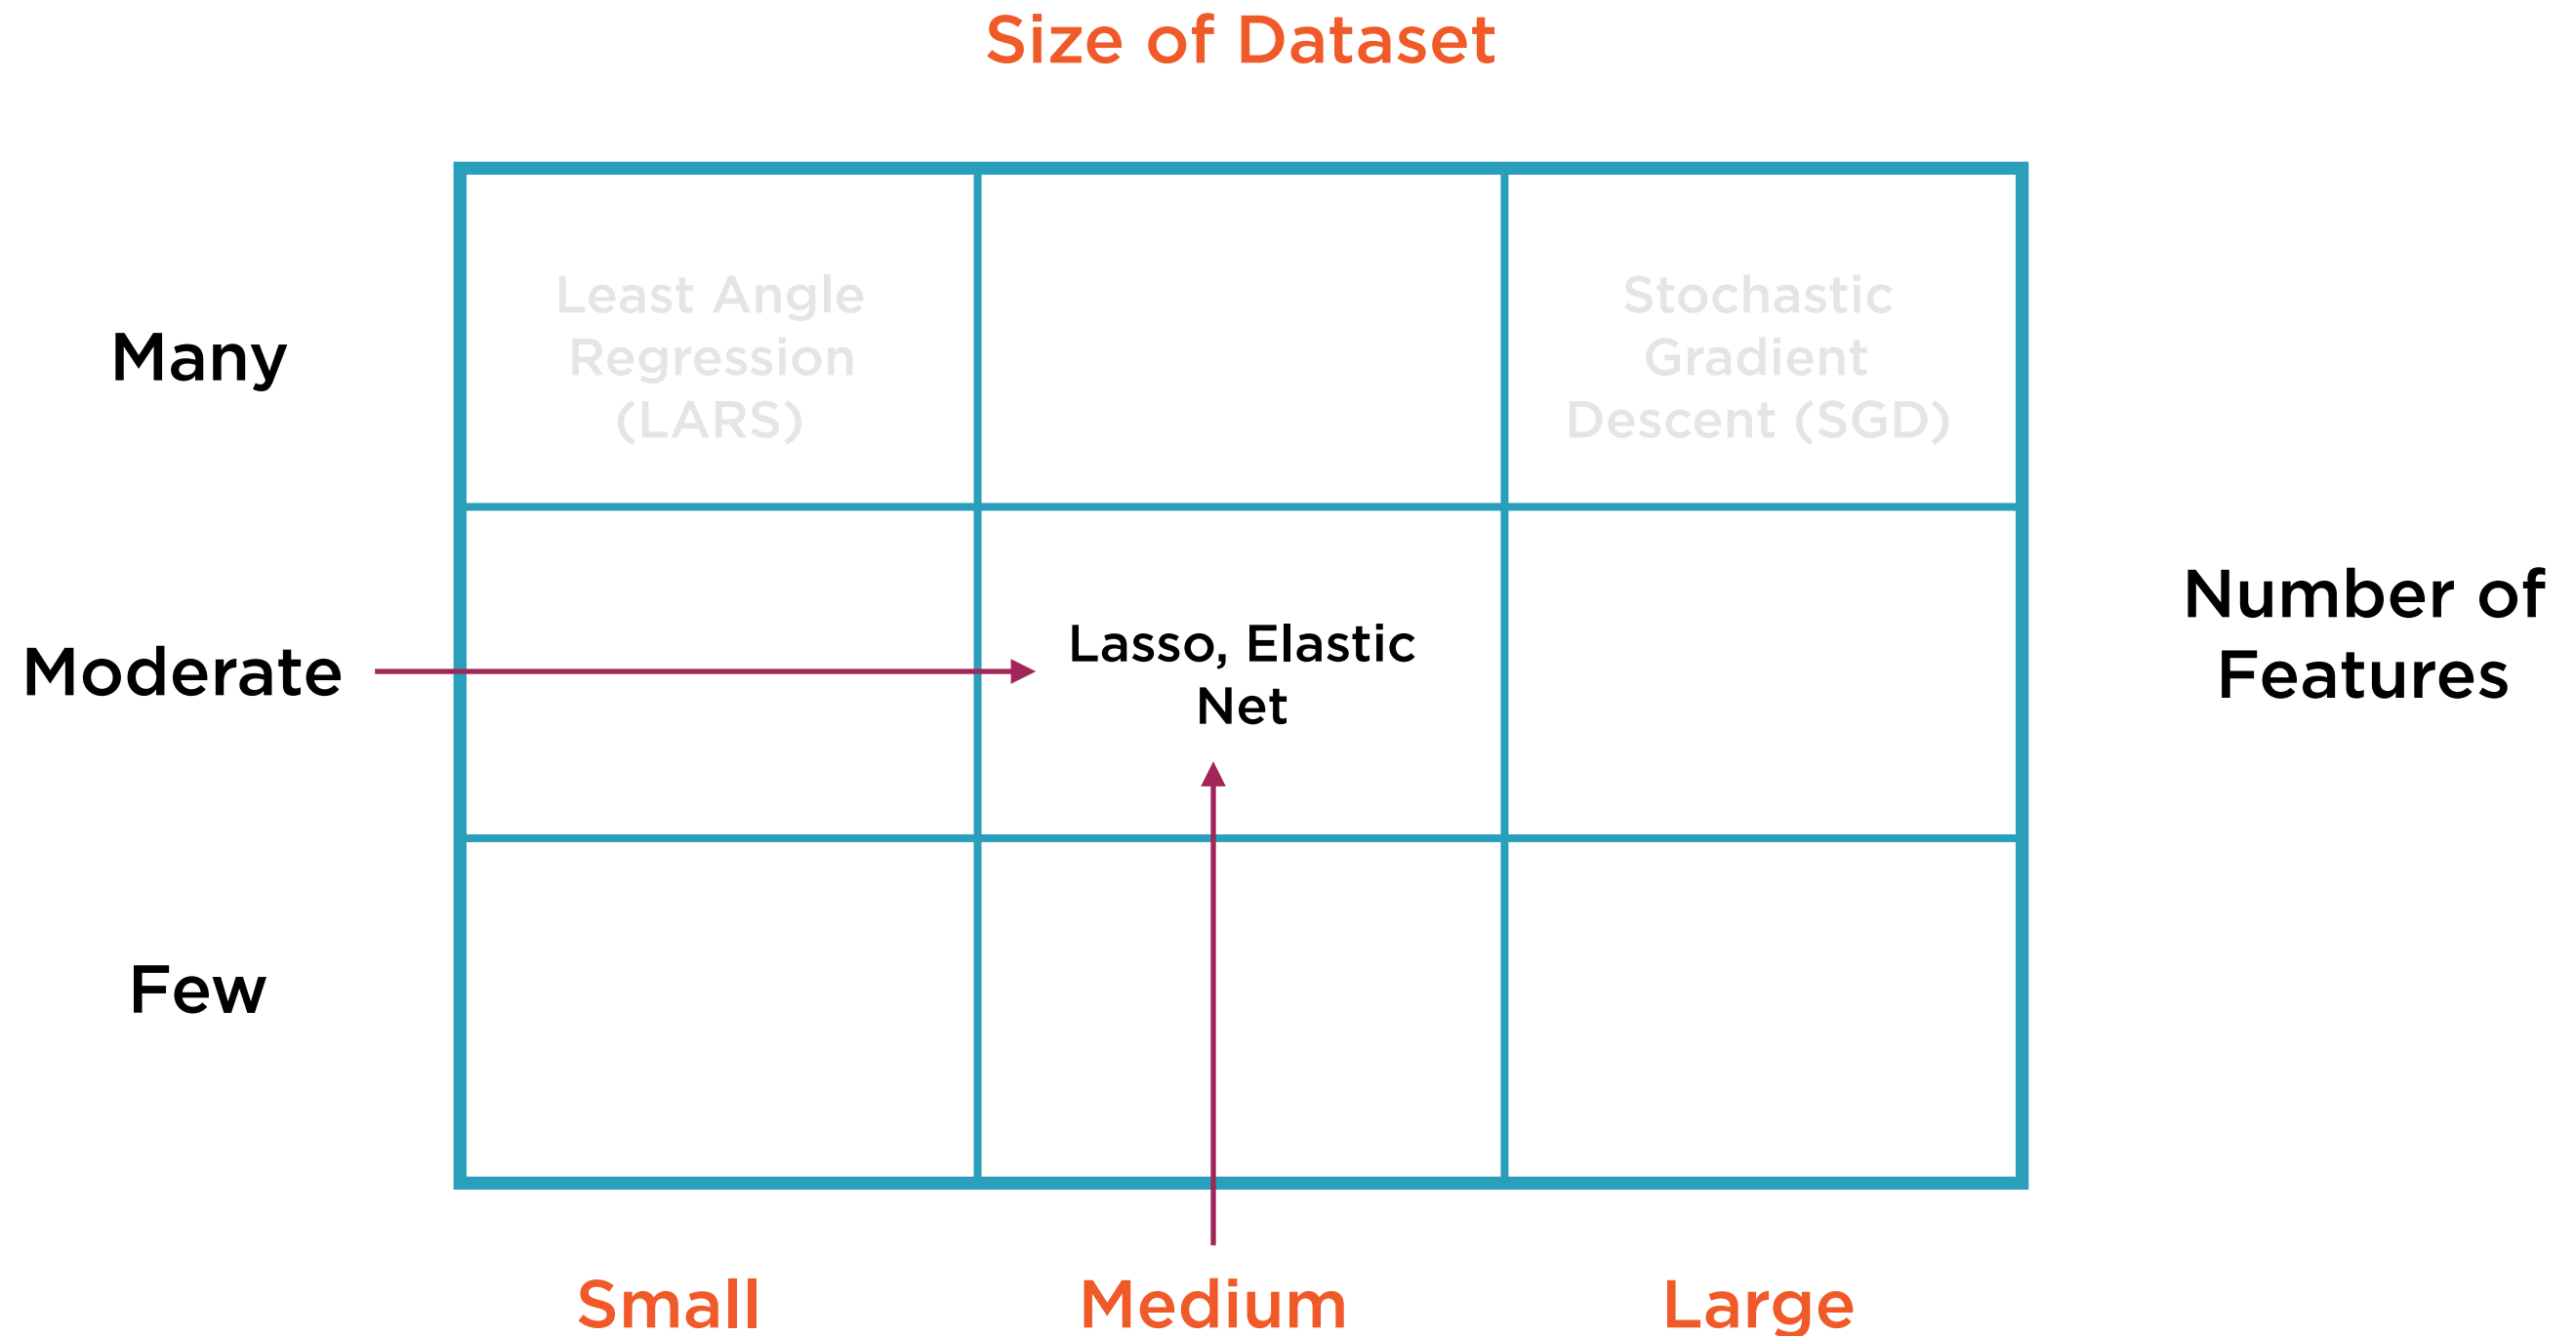 Size of Dataset
Many
Least Angle
Regression
(LARS)
Stochastic
Gradient
Descent (SGD)
Moderate
Lasso, Elastic
Net
Number of
Features
Few
Small
Medium
Large